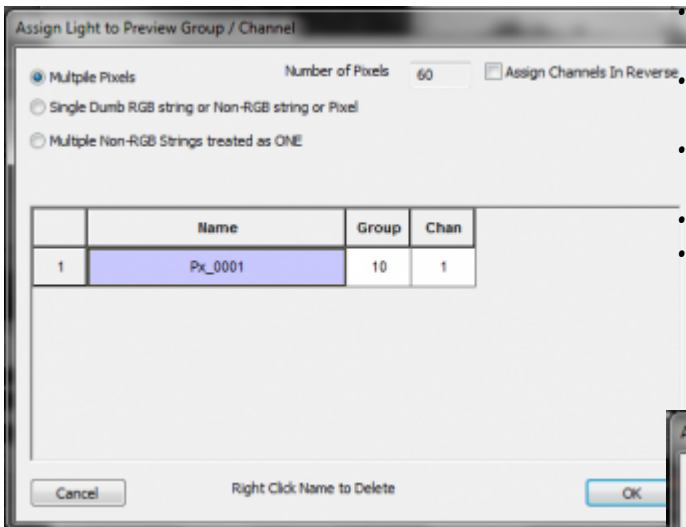 Assign Light to Preview Group / Channel
Multple Pixels Number of Pixels 60 Assign Channels In Reverse
Single Dumb RGB string or Non-RGB string or Pixel
Multiple Non-RGB Strings treated as ONE
Name Group Chan
1 Px_0001 10 1
Cancel Right Click Name to Delete OK